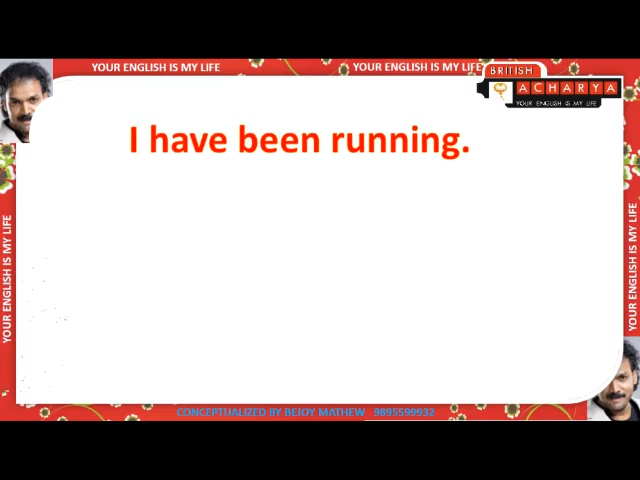 YOUR ENGLISH IS MY LIFE
YOUR ENGLISH IS MY LIFE
BRITISH
ACHARYA
YOUR ENGLISH IS MY LIFE
I have been running.
YOUR ENGLISH IS MY LIFE
YOUR ENGLISH IS MY LIFE
CONCEPTUALIZED BY BEJOY MATHEW 9895599932